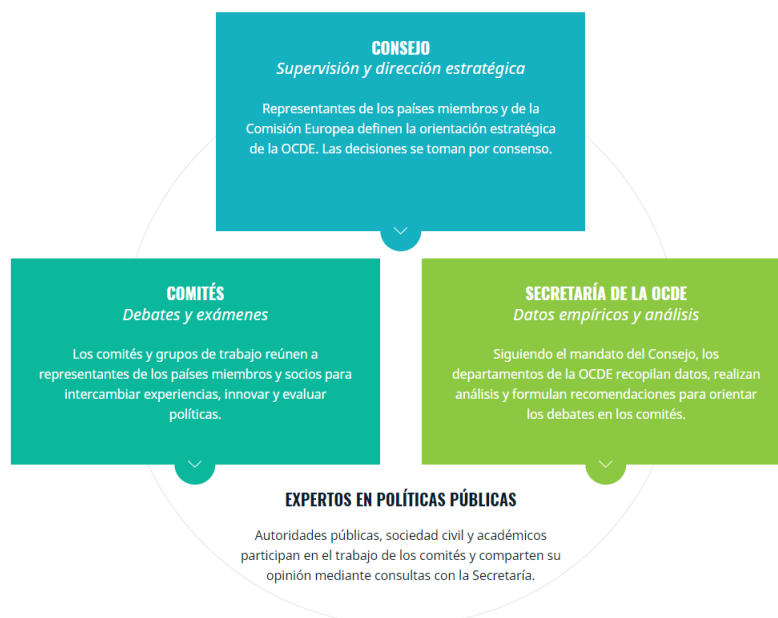 CONSEJO
Supervisión y dirección estratégica
Representantes de los países miembros y de la
Comisión Europea definen la orientación estratégica
de la OCDE. Las decisiones se toman por consenso.
COMITÉS
Debates y exámenes
Los comités y grupos de trabajo reúnen a
representantes de los países miembros y socios para
intercambiar experiencias, innovar y evaluar
políticas.
SECRETARÍA DE LA OCDE
Datos empíricos y análisis
Siguiendo el mandato del Consejo, los
departamentos de la OCDE recopilan datos, realizan
análisis y formulan recomendaciones para orientar
los debates en los comités.
EXPERTOS EN POLÍTICAS PÚBLICAS
Autoridades públicas, sociedad civil y académicos
participan en el trabajo de los comités y comparten su
opinión mediante consultas con la Secretaría.